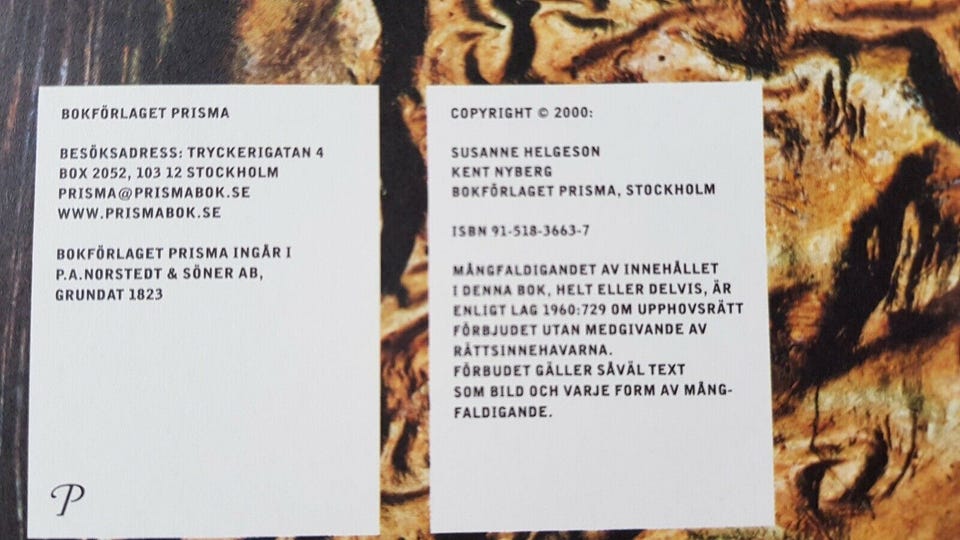 BOKFÖRLAGET PRISMA
BESÖKSADRESS: TRYCKERIGATAN 4
BOX 2052, 103 12 STOCKHOLM
PRISMA@PRISMABOK.SE
WWW.PRISMABOK.SE
BOKFÖRLAGET PRISMA INGÅR I
P.A.NORSTEDT & SÖNER AB,
GRUNDAT 1823
P
COPYRIGHT © 2000:
SUSANNE HELGESON
KENT NYBERG
BOKFÖRLAGET PRISMA, STOCKHOLM
ISBN 91-518-3663-7
MÅNGFALDIGANDET AV INNEHÅLLET
I DENNA BOK, HELT ELLER DELVIS, ÄR
ENLIGT LAG 1960:729 OM UPPHOVSRÄTT
FÖRBJUDET UTAN MEDGIVANDE AV
RÄTTSINNEHAVARNA.
FÖRBUDET GÄLLER SÅVÄL TEXT
SOM BILD OCH VARJE FORM AV MÅNG-
FALDIGANDE.